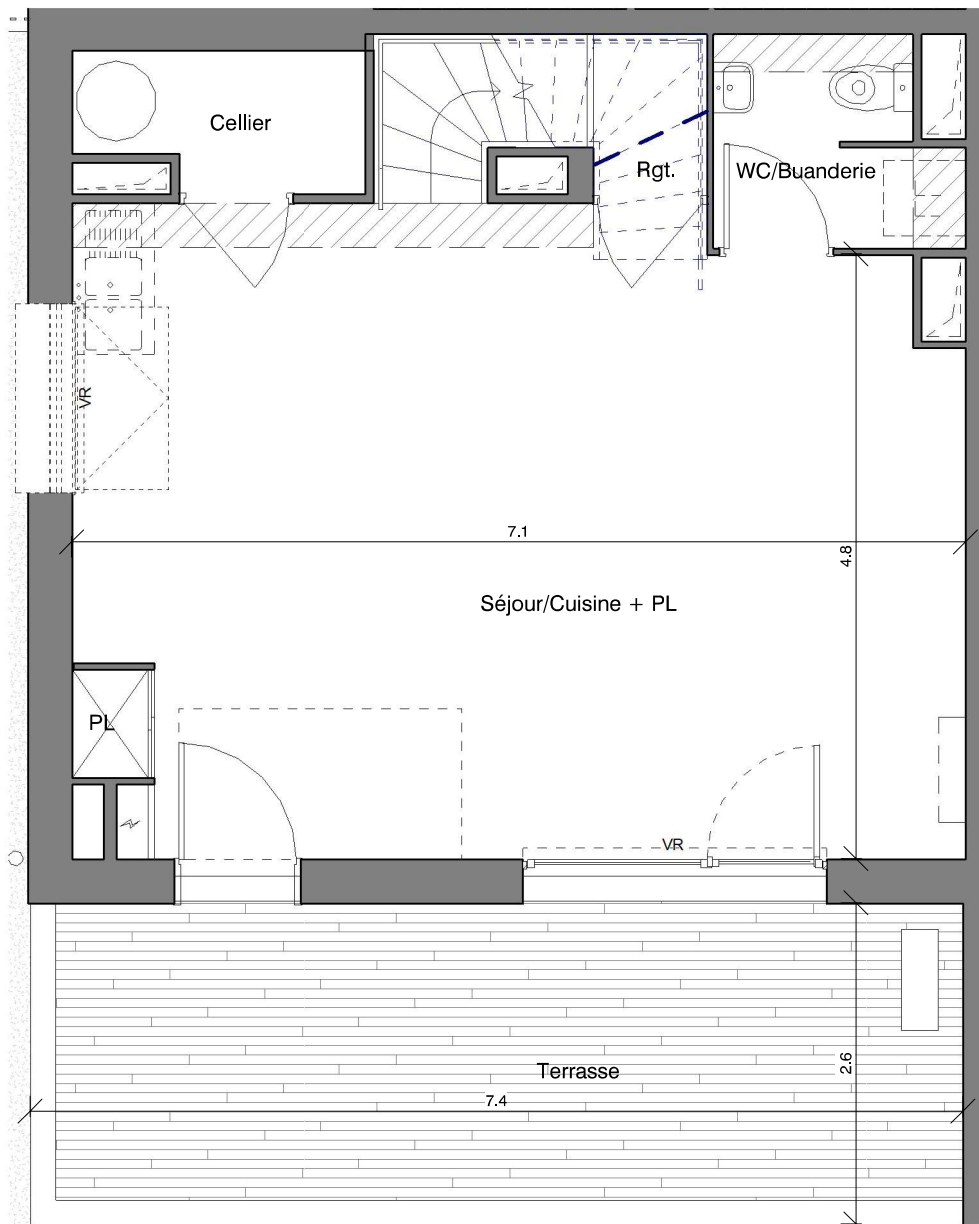 Cellier
Rgt.
WC/Buanderie
VR
7.1
4.8
Séjour/Cuisine + PL
PL
VR
Terrasse
2.6
7.4